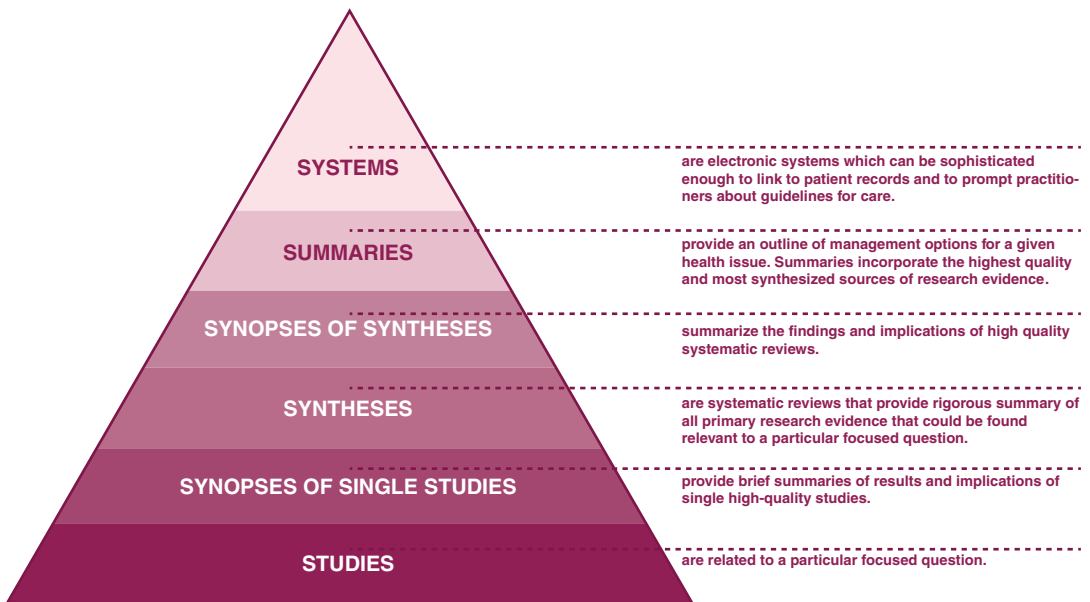 SYSTEMS
are electronic systems which can be sophisticated
enough to link to patient records and to prompt practitio-
ners about guidelines for care.
SUMMARIES
provide an outline of management options for a given
health issue. Summaries incorporate the highest quality
and most synthesized sources of research evidence.
SYNOPSES OF SYNTHESES
summarize the findings and implications of high quality
systematic reviews.
SYNTHESES
are systematic reviews that provide rigorous summary of
all primary research evidence that could be found
relevant to a particular focused question.
SYNOPSES OF SINGLE STUDIES
provide brief summaries of results and implications of
single high-quality studies.
STUDIES
are related to a particular focused question.